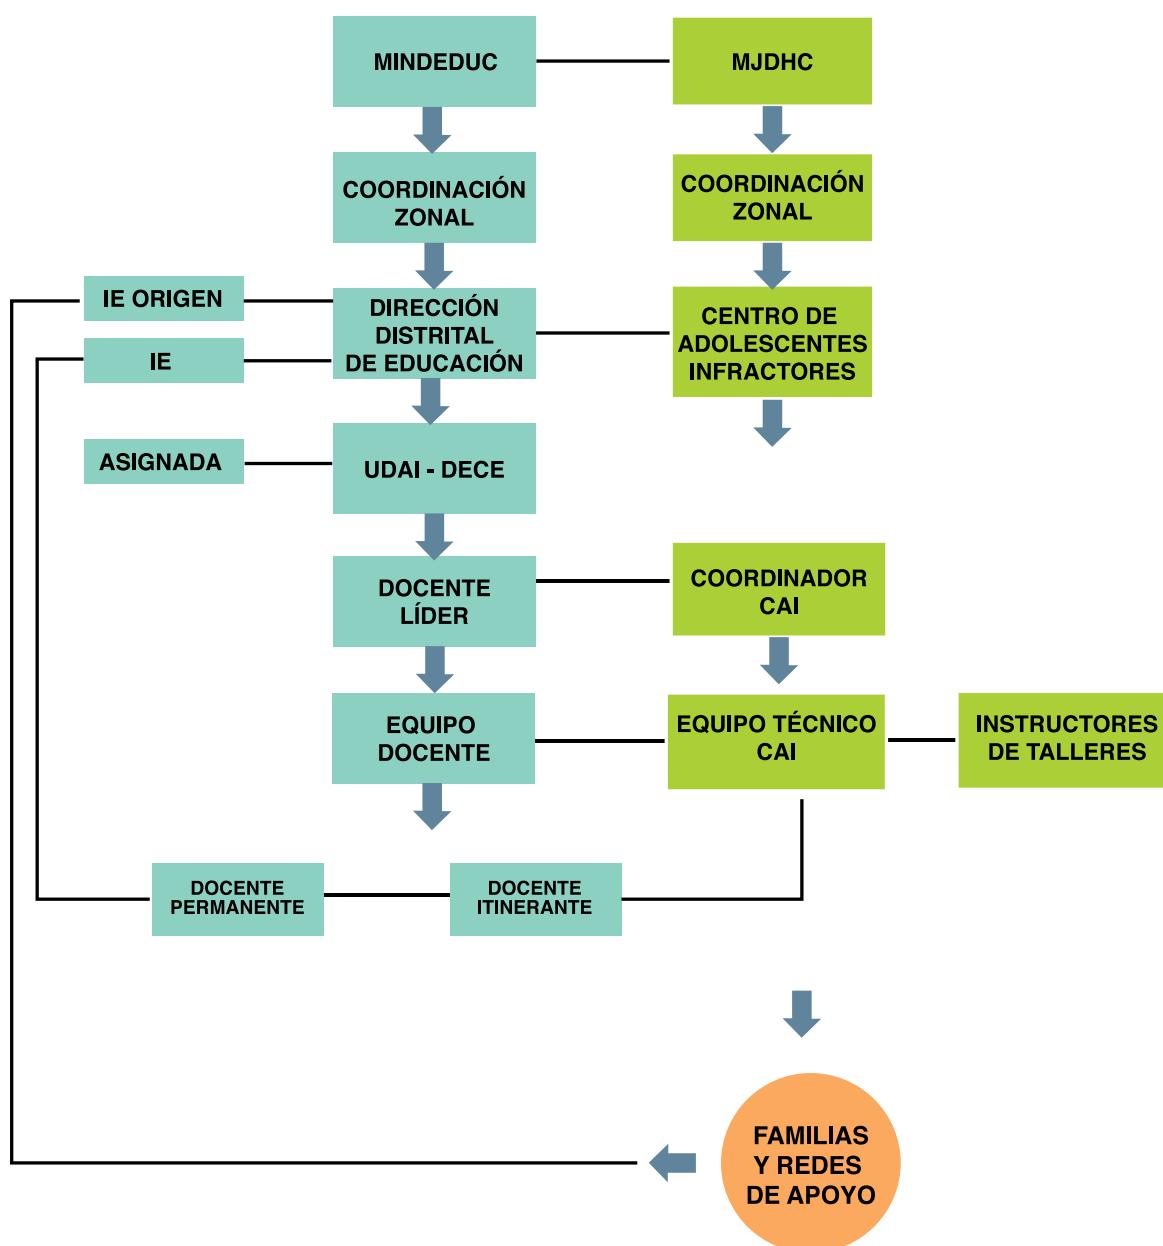 MINDEDUC
MJDHC
COORDINACIÓN
ZONAL
COORDINACIÓN
ZONAL
IE ORIGEN
DIRECCIÓN
DISTRITAL
DE EDUCACIÓN
CENTRO DE
ADOLESCENTES
INFRACTORES
IE
ASIGNADA
UDAI - DECE
DOCENTE
LÍDER
COORDINADOR
CAI
EQUIPO
DOCENTE
EQUIPO TÉCNICO
CAI
INSTRUCTORES
DE TALLERES
DOCENTE
PERMANENTE
DOCENTE
ITINERANTE
FAMILIAS
Y REDES
DE APOYO